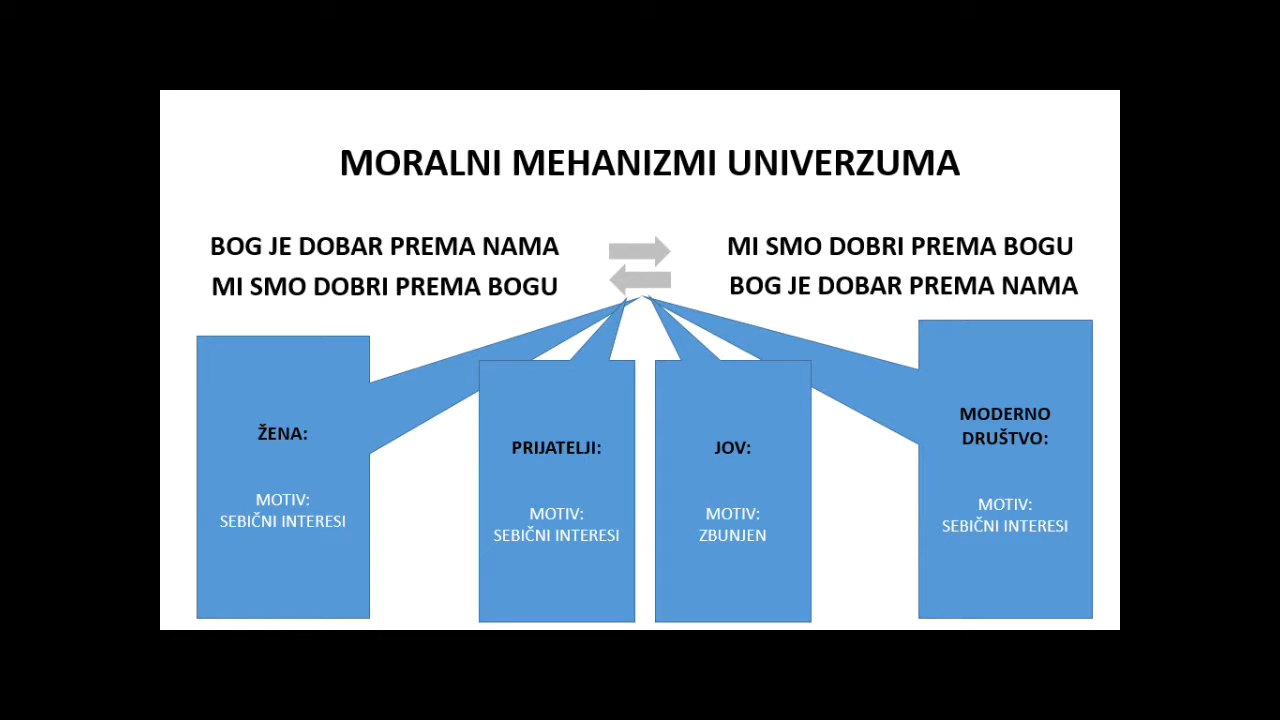 MORALNI MEHANIZMI UNIVERZUMA
BOG JE DOBAR PREMA NAMA
MI SMO DOBRI PREMA BOGU
MI SMO DOBRI PREMA BOGU
BOG JE DOBAR PREMA NAMA
ŽENA:
MOTIV:
SEBIČNI INTERESI
PRIJATELJI:
MOTIV:
SEBIČNI INTERESI
JOV:
MOTIV:
ZBUNJEN
MODERNO
DRUŠTVO:
MOTIV:
SEBIČNI INTERESI